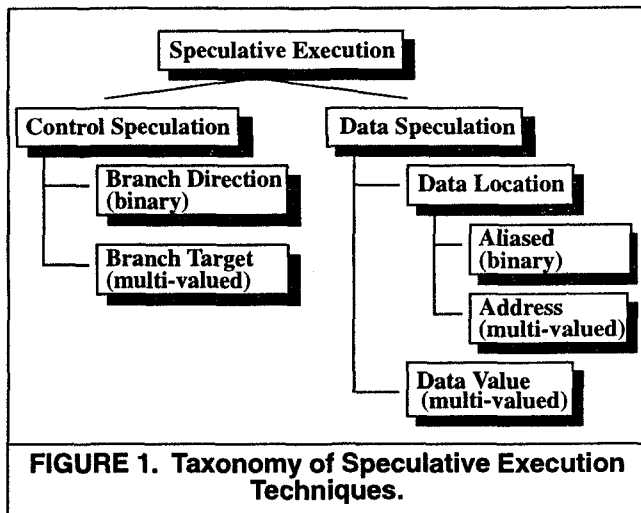 Speculative Execution
Control Speculation
Branch Direction
(binary)
Branch Target
(multi-valued)
Data Speculation
Data Location
Aliased
(binary)
Address
(multi-valued)
Data Value
(multi-valued)
FIGURE 1. Taxonomy of Speculative Execution
Techniques.